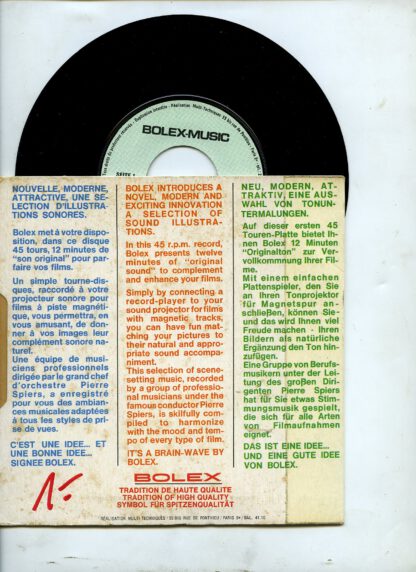 BOLEX-MUSIC
NOUVELLE, MODERNE,
ATTRACTIVE, UNE SE-
LECTION D'ILLUSTRA-
TIONS SONORES.
Bolex met à votre dispo-
sition, dans ce disque
45 tours, 12 minutes de
"son original" pour par-
faire vos films.
Un simple tourne-dis-
ques, raccordé à votre
projecteur sonore pour
films à piste magnéti-
que, vous permettra, en
vous amusant, de don-
ner à vos images leur
complément sonore na-
turel.
Une équipe de musi-
ciens professionnels
dirigée par le grand chef
d'orchestre Pierre
Spiers, a enregistré
pour vous des ambian-
ces musicales adaptées
à tous les styles de pri-
se de vues.
C'EST UNE IDEE... ET
UNE BONNE IDEE...
SIGNEE BOLEX.
BOLEX INTRODUCES A
NOVEL, MODERN AND
EXCITING INNOVATION
A SELECTION OF
SOUND ILLUSTRA-
TIONS.
In this 45 r.p.m. record,
Bolex presents twelve
minutes of "original
sound" to complement
and enhance your films.
Simply by connecting a
record-player to your
sound projector for films
with magnetic tracks,
you can have fun mat-
ching your pictures to
their natural and appro-
priate sound accompa-
niment.
This selection of scene-
setting music, recorded
by a group of professio-
nal musicians under the
famous conductor Pierre
Spiers, is skilfully com-
piled to harmonize
with the mood and tem-
po of every type of film.
IT'S A BRAIN-WAVE BY
BOLEX.
NEU, MODERN, AT-
TRAKTIV, EINE AUS-
WAHL VON TONUN-
TERMALUNGEN.
Auf dieser ersten 45
Touren-Platte bietet Ih-
nen Bolex 12 Minuten
"Originalton" zur Ver-
vollkommnung Ihrer Fil-
me.
Mit einem einfachen
Plattenspieler, den Sie
an Ihren Tonprojektor
für Magnetspur an-
schließen, können Sie-
und das wird Ihnen viel
Freude machen - Ihren
Bildern als natürliche
Ergänzung den Ton hin-
zufügen.
Eine Gruppe von Berufs-
musikern unter der Lei-
tung des großen Diri-
genten Pierre Spiers
hat für Sie etwas Stim-
mungsmusik gespielt,
die sich für alle Arten
von Filmaufnahmen
eignet.
DAS IST EINE IDEE...
UND EINE GUTE IDEE
VON BOLEX.
BOLEX
TRADITION DE HAUTE QUALITE
TRADITION OF HIGH QUALITY
SYMBOL FÜR SPITZENQUALITÄT
1.-